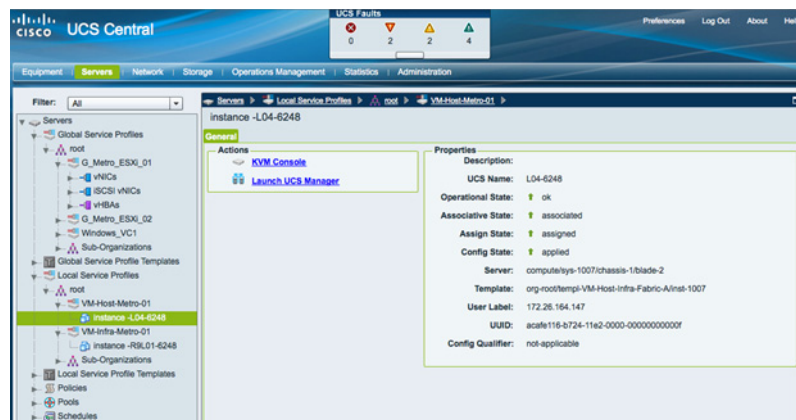 UCS Faults
CISCO UCS Central
0 2 2 4
Preferences Log Out About
Equipment Servers Network Storage Operations Management Statistics Administration
Filter: All
Servers
Global Service Profiles
root
G_Metro_ESXi_01
vNICs
iSCSI vNICs
vHBAs
G_Metro_ESXi_02
Windows_VC1
Sub-Organizations
Global Service Profile Templates
Local Service Profiles
root
VM-Host-Metro-01
instance -L04-6248
VM-Infra-Metro-01
instance -R9L01-6248
Sub-Organizations
Local Service Profile Templates
Policies
Pools
Schedules
Servers Local Service Profiles root VM-Host-Metro-01
instance -L04-6248
General
Actions
KVM Console
Launch UCS Manager
Properties
Description:
UCS Name: L04-6248
Operational State: ok
Associative State: associated
Assign State: assigned
Config State: applied
Server: compute/sys-1007/chassis-1/blade-2
Template: org-root/templ-VM-Host-Infra-Fabric-A/inst-1007
User Label: 172.26.164.147
UUID: acafe116-b724-11e2-0000-00000000000f
Config Qualifier: not-applicable